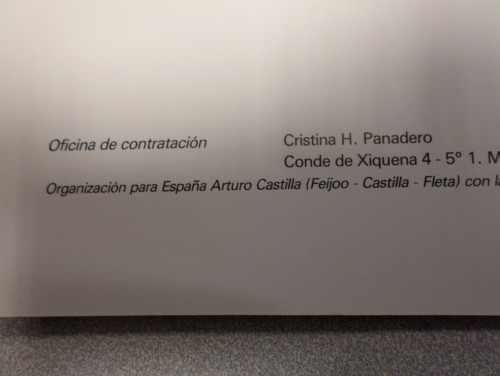 Oficina de contratación Cristina H. Panadero
Conde de Xiquena 4 - 5º 1. M
Organización para España Arturo Castilla (Feijoo - Castilla - Fleta) con la